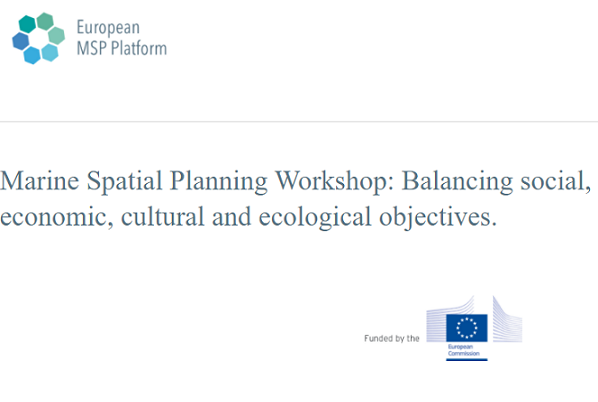 European
MSP Platform
Marine Spatial Planning Workshop: Balancing social,
economic, cultural and ecological objectives.
Funded by the
European
Commission